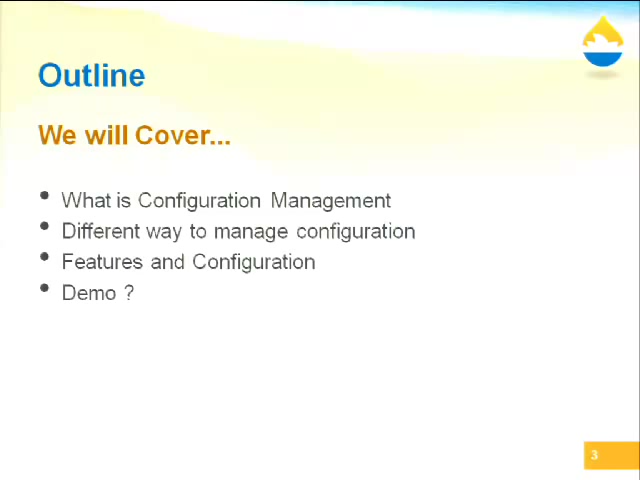 Outline
We will Cover...
• What is Configuration Management
• Different way to manage configuration
• Features and Configuration
• Demo ?
3